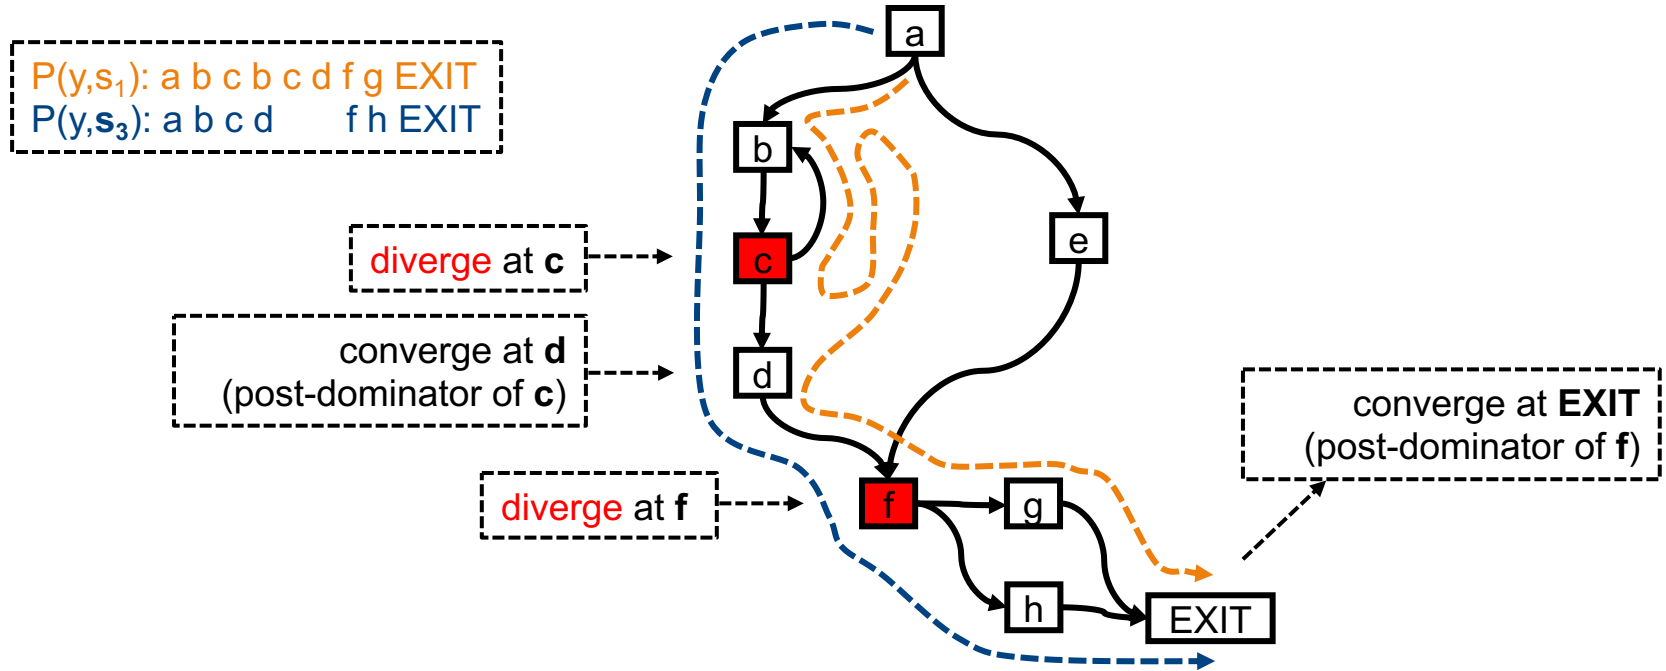 a
P(y,s₁): a b c b c d f g EXIT
P(y,s₃): a b c d f h EXIT
b
c
e
diverge at c
converge at d
(post-dominator of c)
d
converge at EXIT
(post-dominator of f)
diverge at f
f
g
h
EXIT